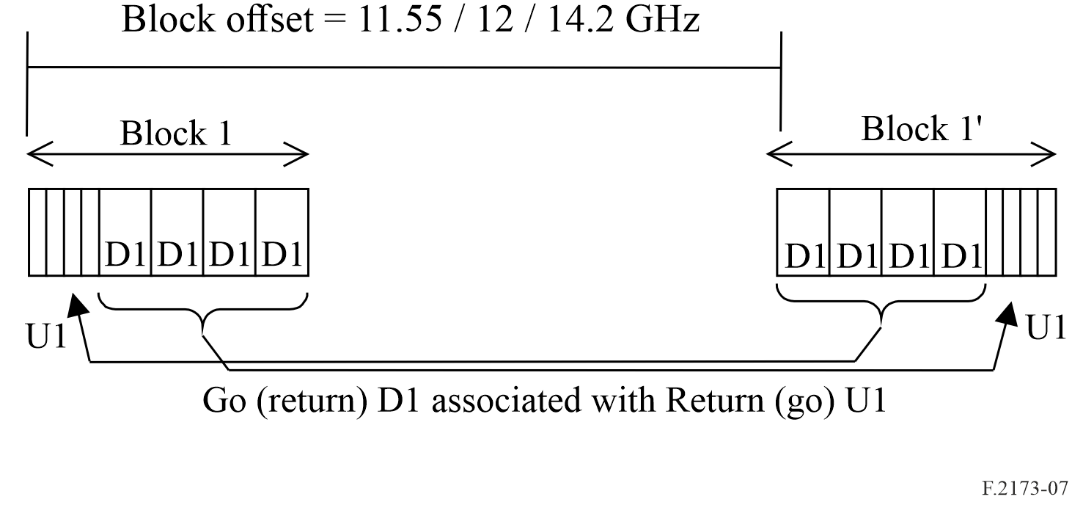 Block offset = 11.55 / 12 / 14.2 GHz
Block 1
Block 1'
D1 D1 D1 D1
D1 D1 D1 D1
U1
U1
Go (return) D1 associated with Return (go) U1
F.2173-07